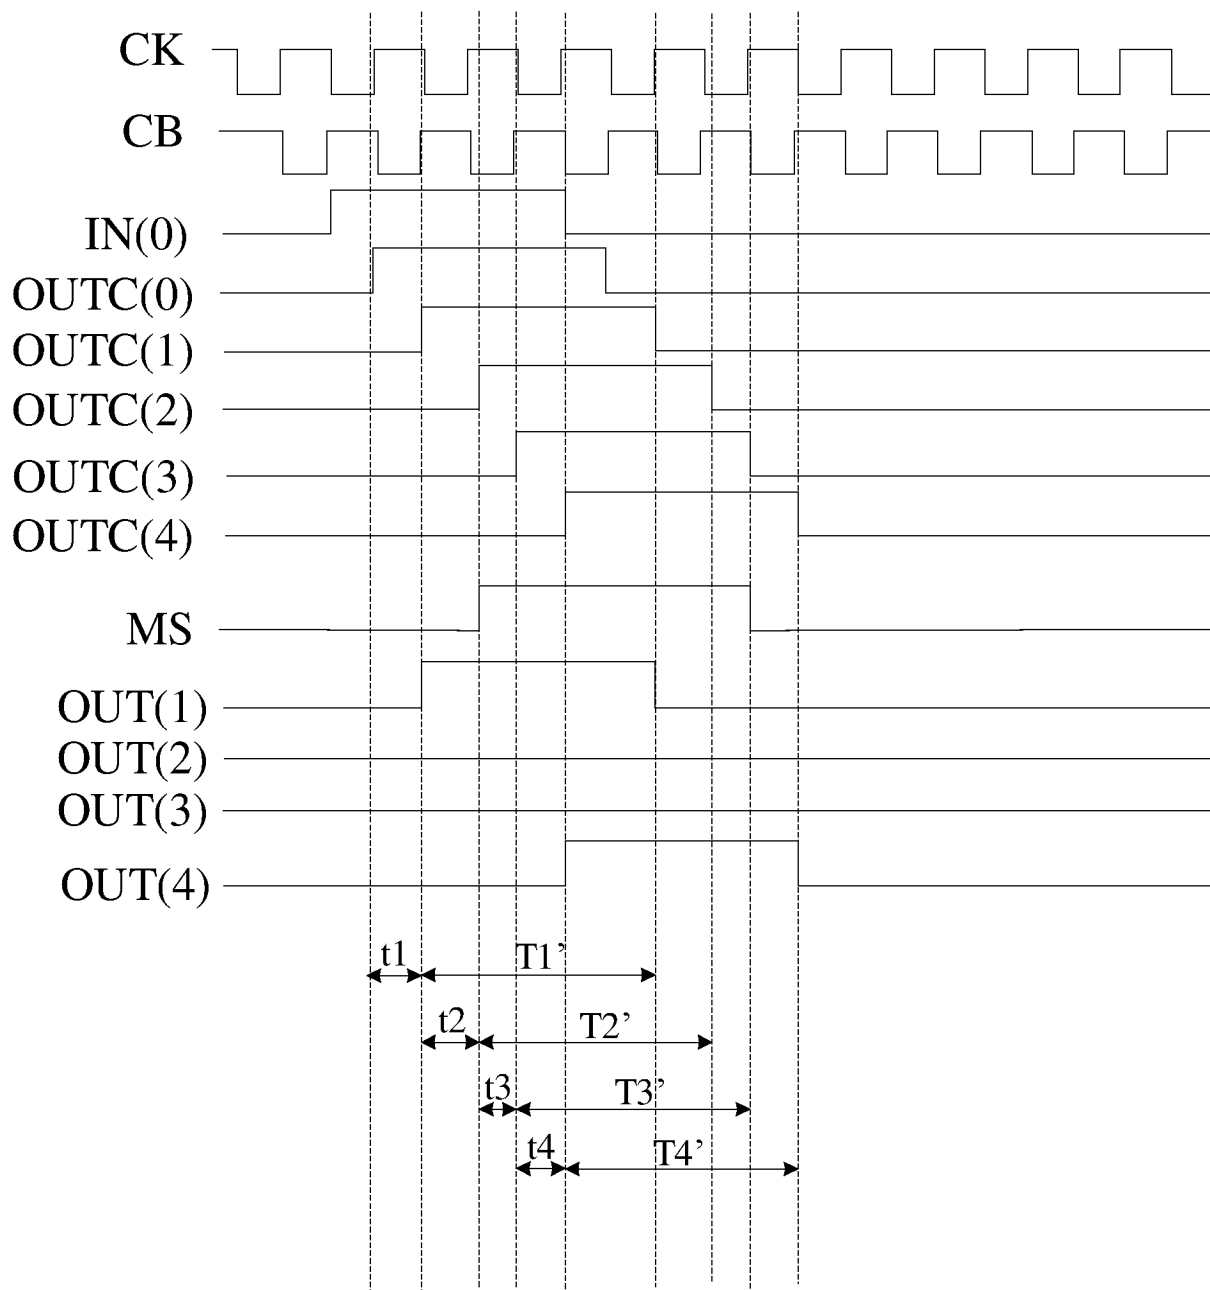 CK
CB
IN(0)
OUTC(0)
OUTC(1)
OUTC(2)
OUTC(3)
OUTC(4)
MS
OUT(1)
OUT(2)
OUT(3)
OUT(4)
t1 T1’
t2 T2’
t3 T3’
t4 T4’